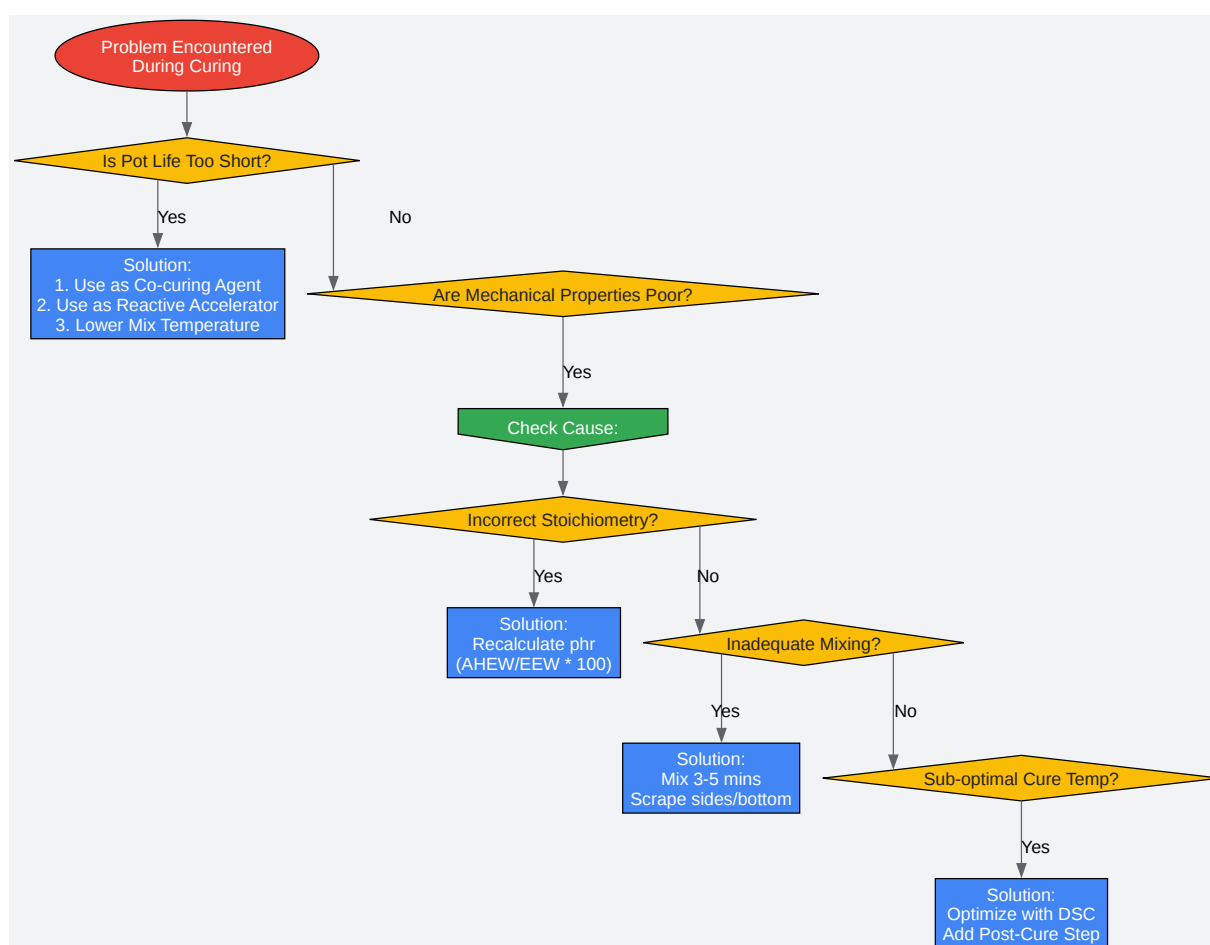 Problem Encountered
During Curing
Is Pot Life Too Short?
Yes
No
Solution:
1. Use as Co-curing Agent
2. Use as Reactive Accelerator
3. Lower Mix Temperature
Are Mechanical Properties Poor?
Yes
Check Cause:
Incorrect Stoichiometry?
Yes
No
Solution:
Recalculate phr
(AHEW/EEW * 100)
Inadequate Mixing?
Yes
No
Solution:
Mix 3-5 mins
Scrape sides/bottom
Sub-optimal Cure Temp?
Yes
Solution:
Optimize with DSC
Add Post-Cure Step